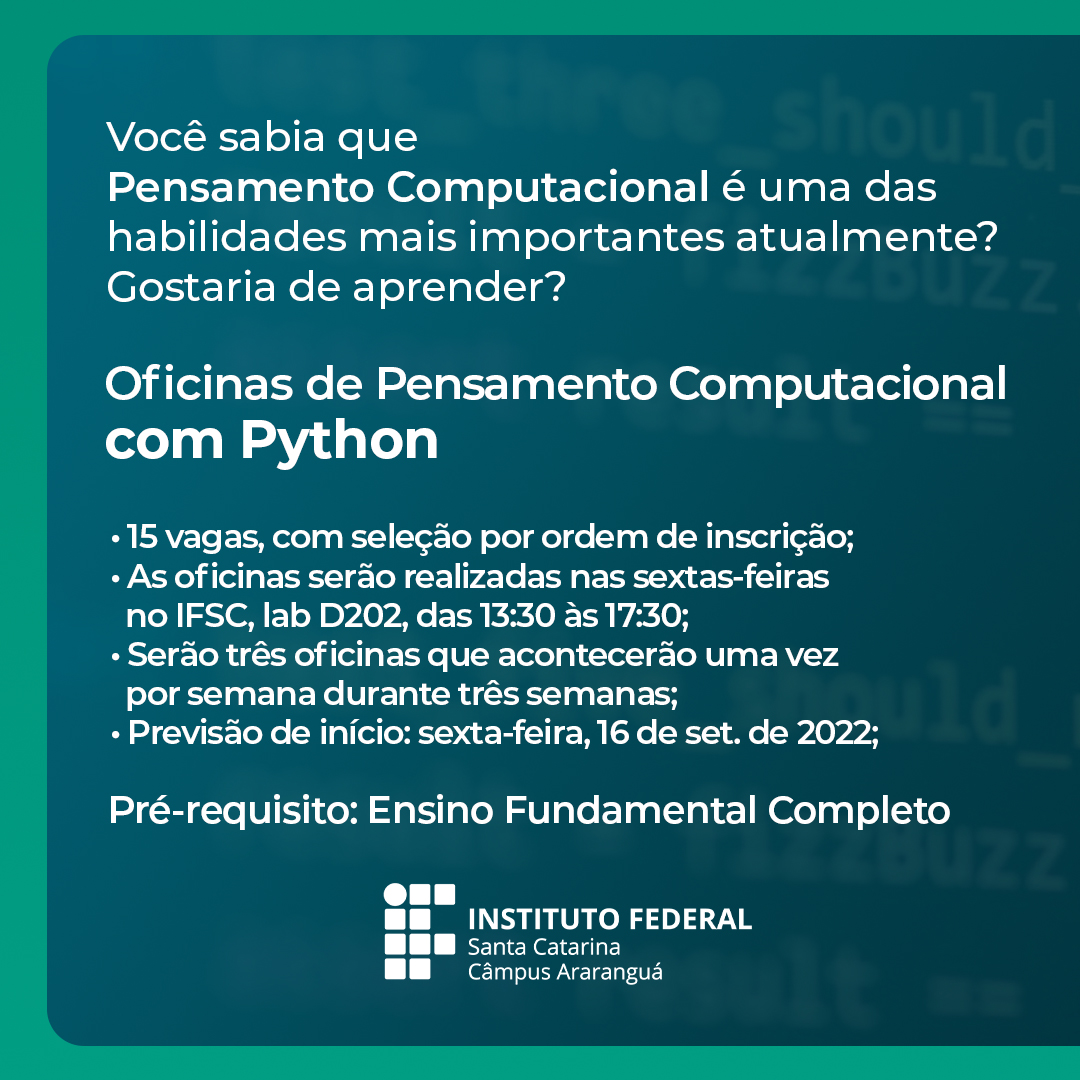 Você sabia que
Pensamento Computacional é uma das
habilidades mais importantes atualmente?
Gostaria de aprender?
Oficinas de Pensamento Computacional
com Python
• 15 vagas, com seleção por ordem de inscrição;
• As oficinas serão realizadas nas sextas-feiras
no IFSC, lab D202, das 13:30 às 17:30;
• Serão três oficinas que acontecerão uma vez
por semana durante três semanas;
• Previsão de início: sexta-feira, 16 de set. de 2022;
Pré-requisito: Ensino Fundamental Completo
INSTITUTO FEDERAL
Santa Catarina
Câmpus Araranguá